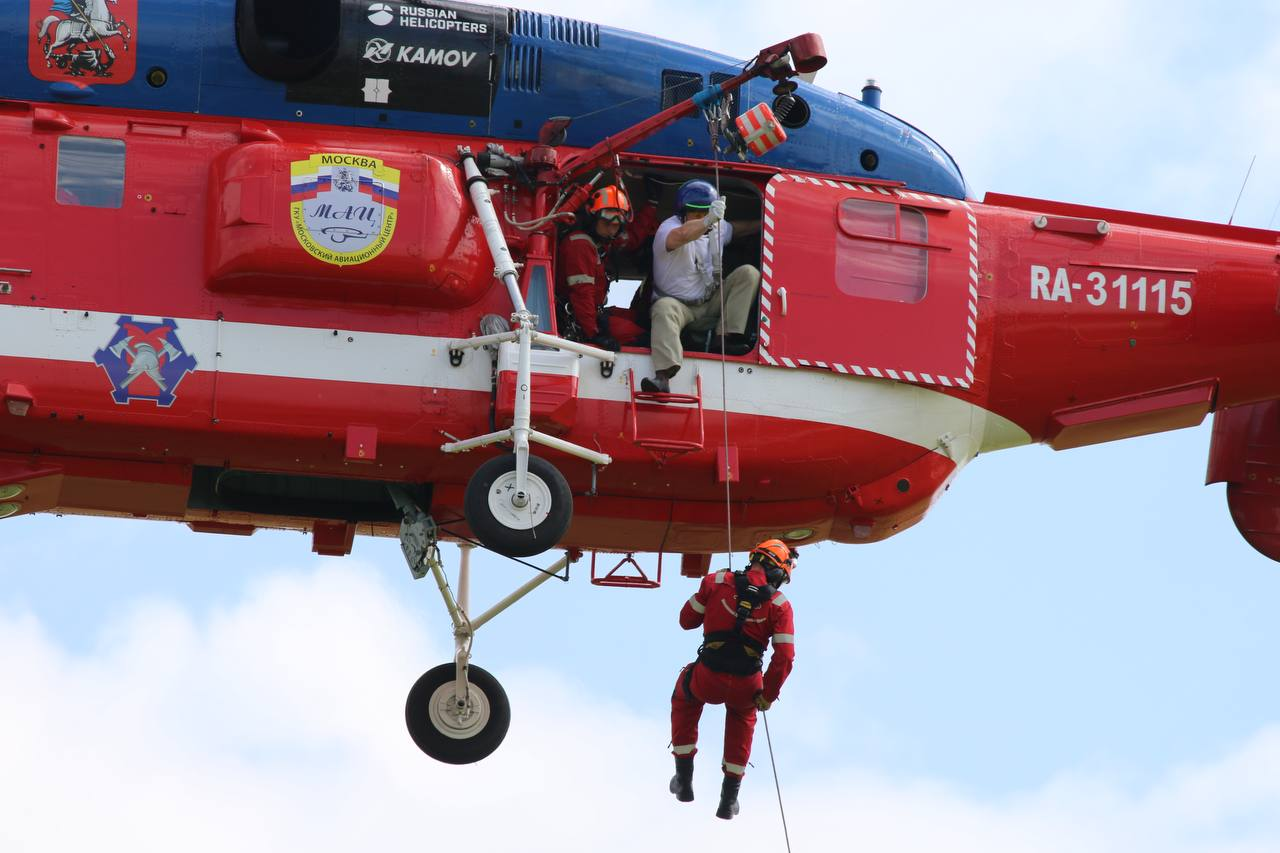 RUSSIAN
HELICOPTERS
KAMOV
МОСКВА
МАЦ
ГКУ «МОСКОВСКИЙ АВИАЦИОННЫЙ ЦЕНТР»
RA-31115